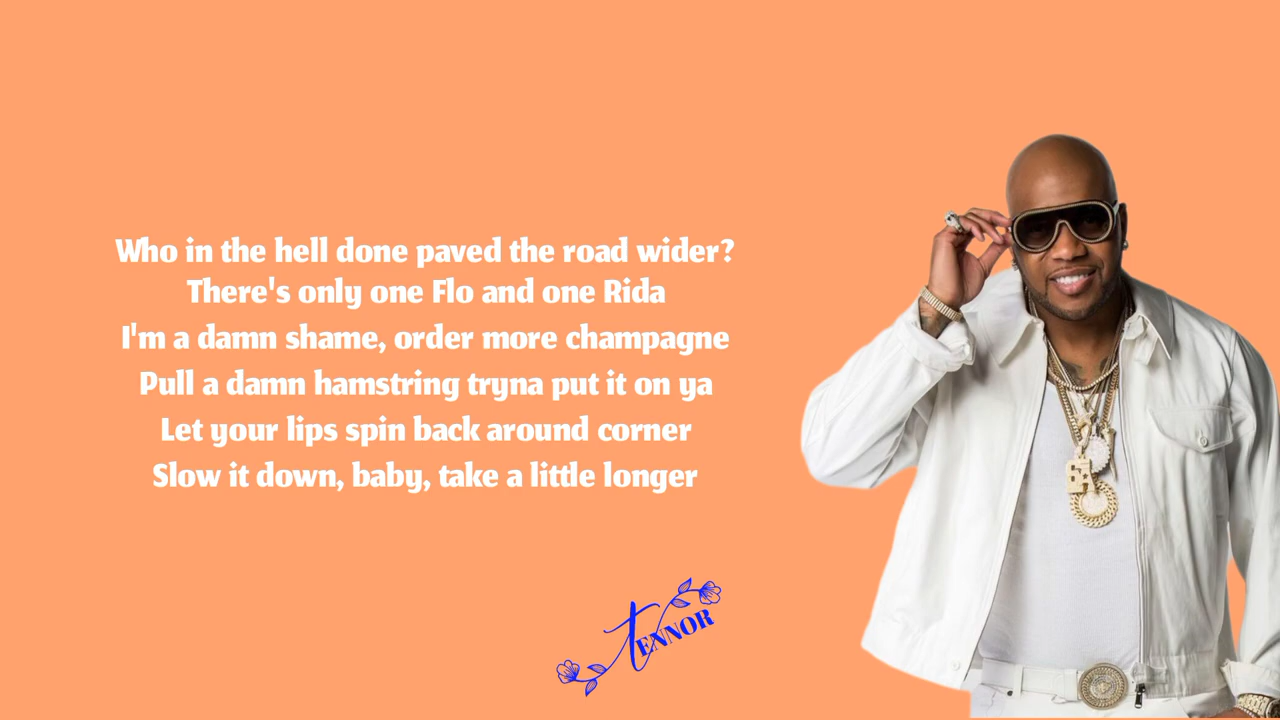 Who in the hell done paved the road wider?
There's only one Flo and one Rida
I'm a damn shame, order more champagne
Pull a damn hamstring tryna put it on ya
Let your lips spin back around corner
Slow it down, baby, take a little longer
tENNOR